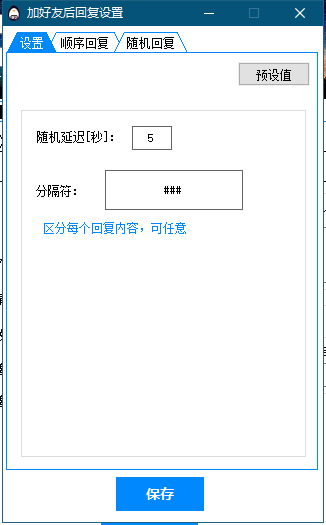 加好友后回复设置
设置 顺序回复 随机回复
预设值
随机延迟[秒]: 5
分隔符: ###
区分每个回复内容，可任意
保存